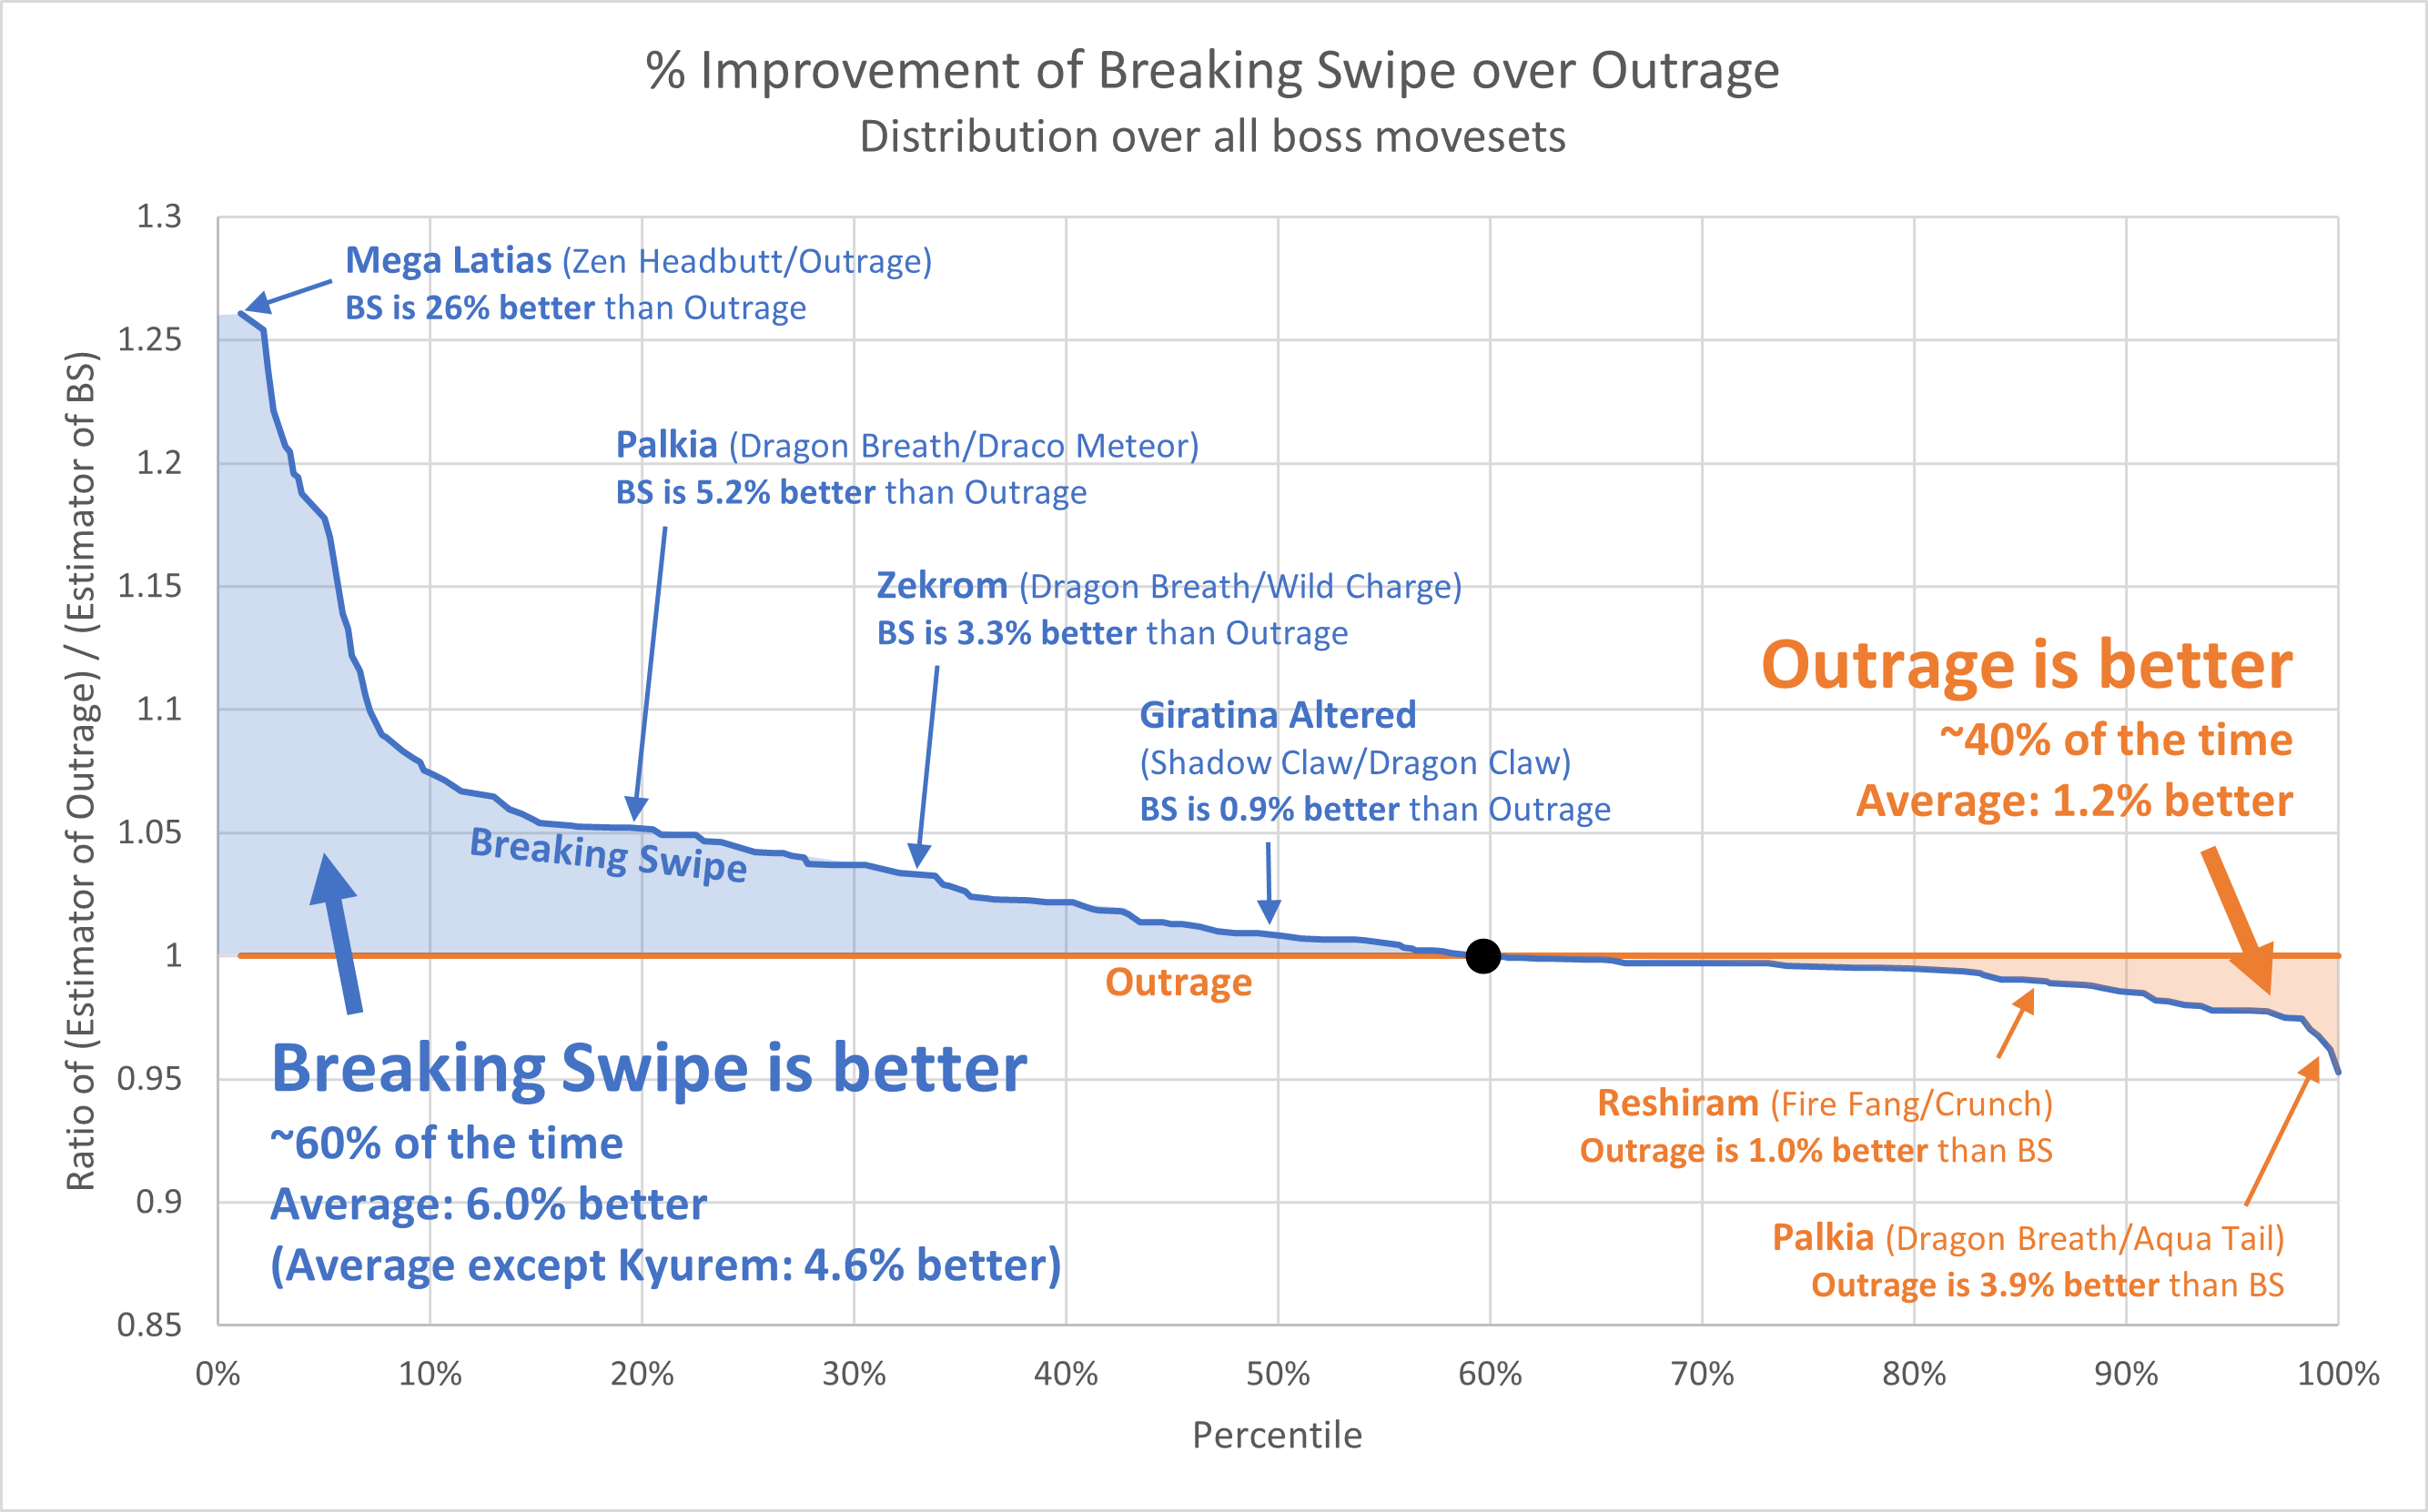 % Improvement of Breaking Swipe over Outrage
Distribution over all boss movesets
Ratio of (Estimator of Outrage) / (Estimator of BS)
1.3
1.25
1.2
1.15
1.1
1.05
1
0.95
0.9
0.85
Mega Latias (Zen Headbutt/Outrage)
BS is 26% better than Outrage
Palkia (Dragon Breath/Draco Meteor)
BS is 5.2% better than Outrage
Zekrom (Dragon Breath/Wild Charge)
BS is 3.3% better than Outrage
Giratina Altered
(Shadow Claw/Dragon Claw)
BS is 0.9% better than Outrage
Outrage is better
~40% of the time
Average: 1.2% better
Breaking Swipe
Outrage
Breaking Swipe is better
~60% of the time
Average: 6.0% better
(Average except Kyurem: 4.6% better)
Reshiram (Fire Fang/Crunch)
Outrage is 1.0% better than BS
Palkia (Dragon Breath/Aqua Tail)
Outrage is 3.9% better than BS
0%
10%
20%
30%
40%
50%
60%
70%
80%
90%
100%
Percentile